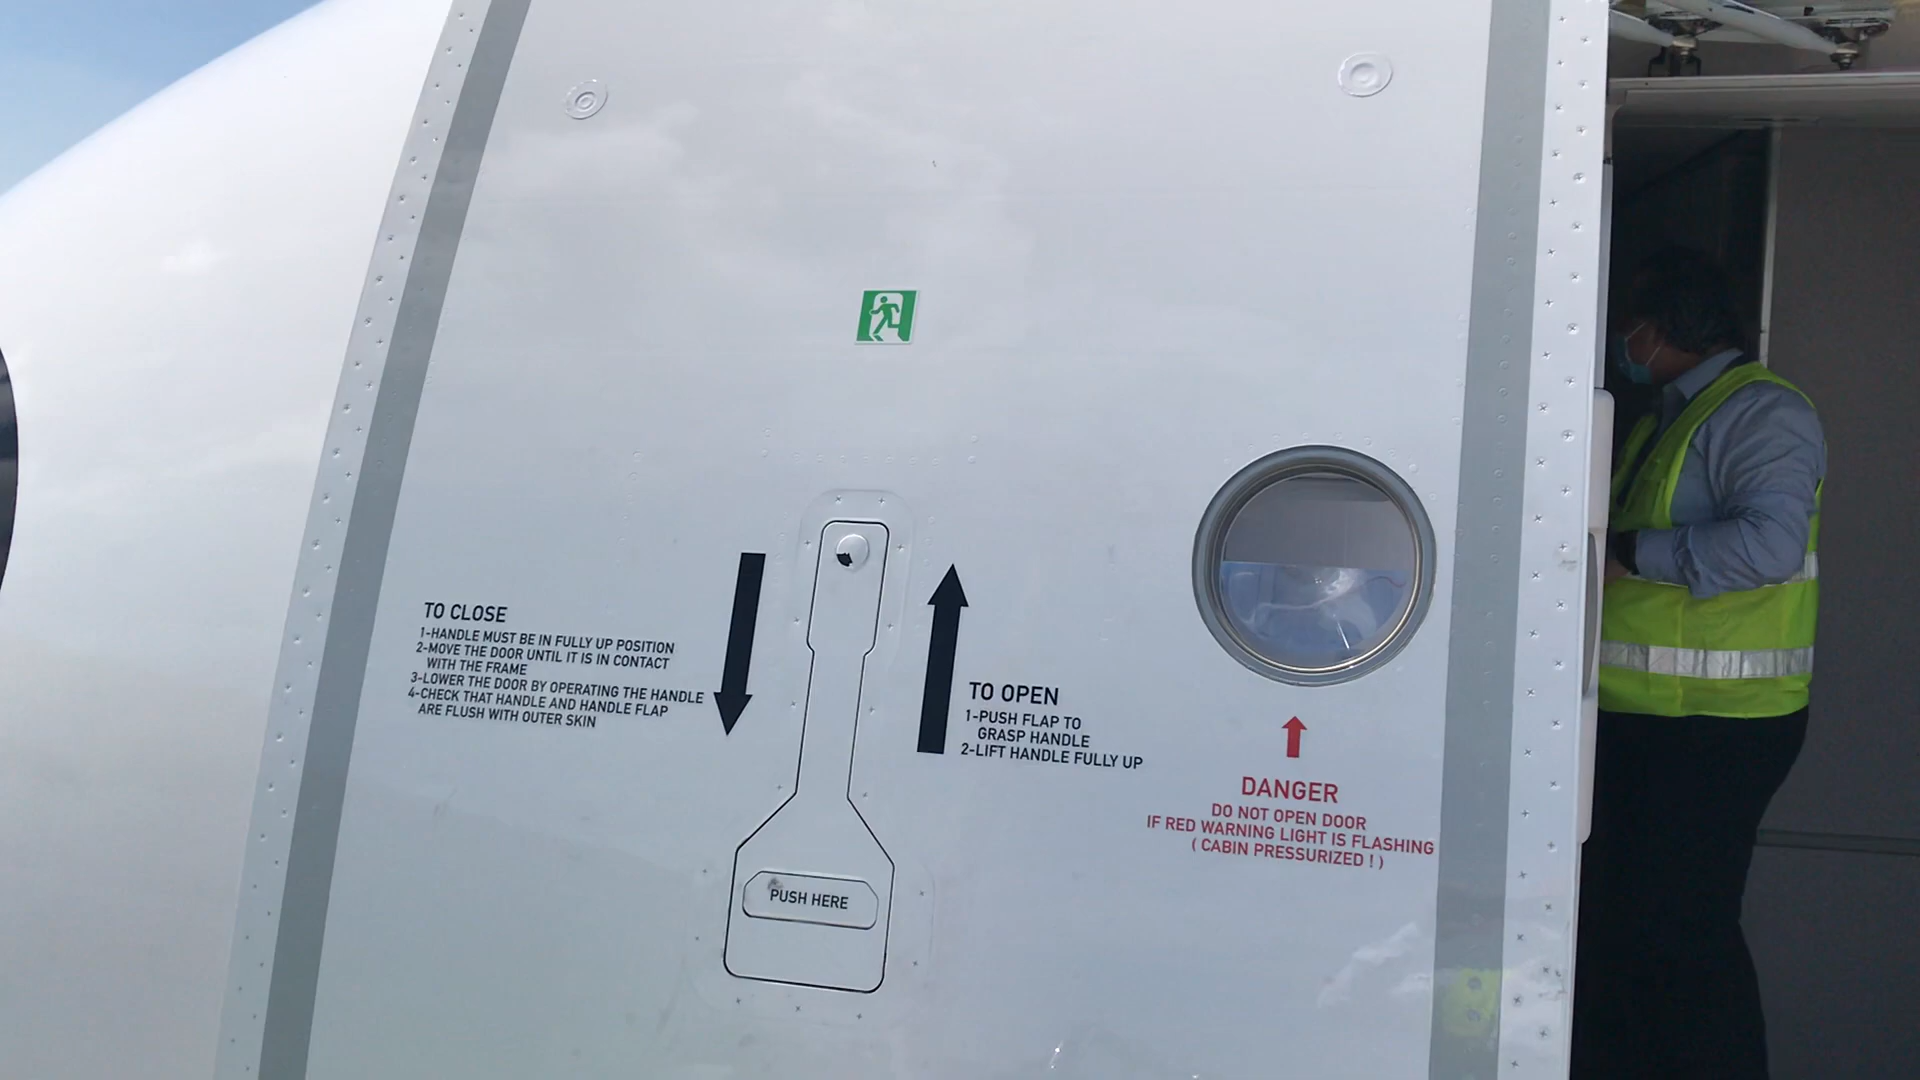 TO CLOSE
1-HANDLE MUST BE IN FULLY UP POSITION
2-MOVE THE DOOR UNTIL IT IS IN CONTACT
WITH THE FRAME
3-LOWER THE DOOR BY OPERATING THE HANDLE
4-CHECK THAT HANDLE AND HANDLE FLAP
ARE FLUSH WITH OUTER SKIN
TO OPEN
1-PUSH FLAP TO
GRASP HANDLE
2-LIFT HANDLE FULLY UP
DANGER
DO NOT OPEN DOOR
IF RED WARNING LIGHT IS FLASHING
( CABIN PRESSURIZED ! )
PUSH HERE